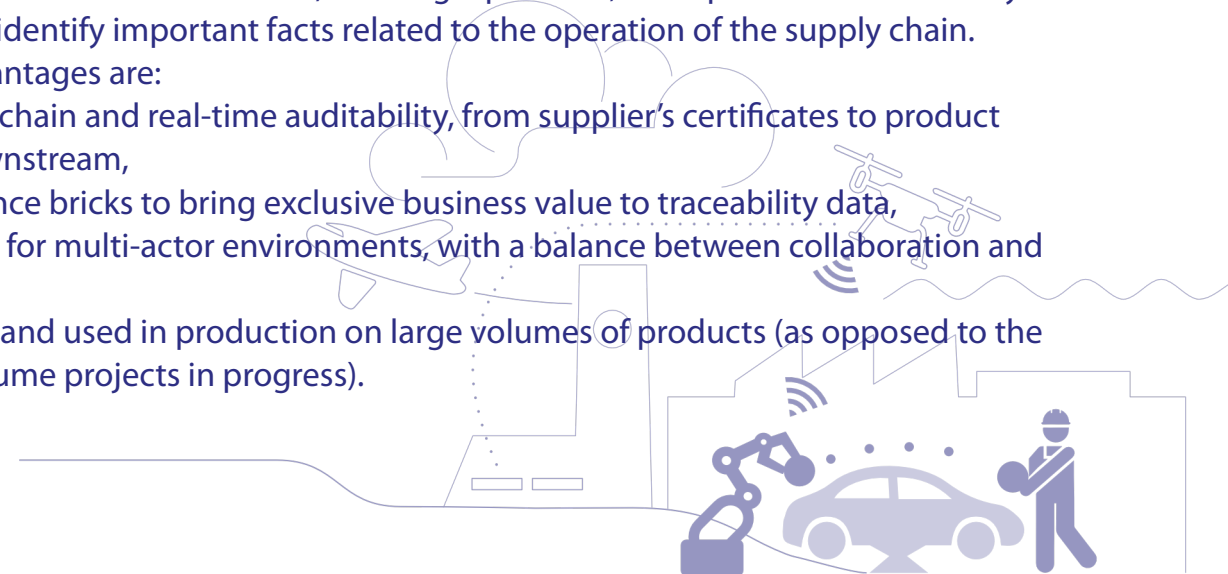 identify important facts related to the operation of the supply chain.
antages are:
chain and real-time auditability, from supplier's certificates to product
wnstream,
nce bricks to bring exclusive business value to traceability data,
for multi-actor environments, with a balance between collaboration and
and used in production on large volumes of products (as opposed to the
ume projects in progress).